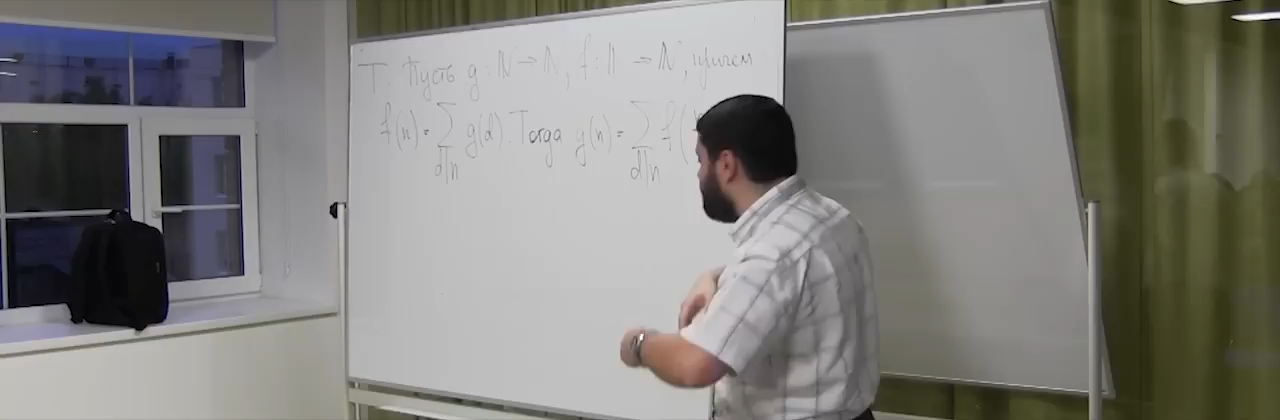 Т. Пусть g: ℕ → Λ, f: Λ → ℕ, причем
f(n) = ∑_{d|n} g(d). Тогда g(n) = ∑_{d|n} f(